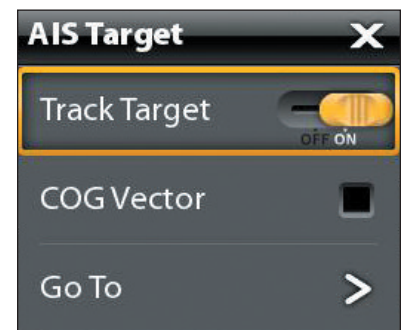 AIS Target
Track Target
OFF ON
COG Vector
Go To